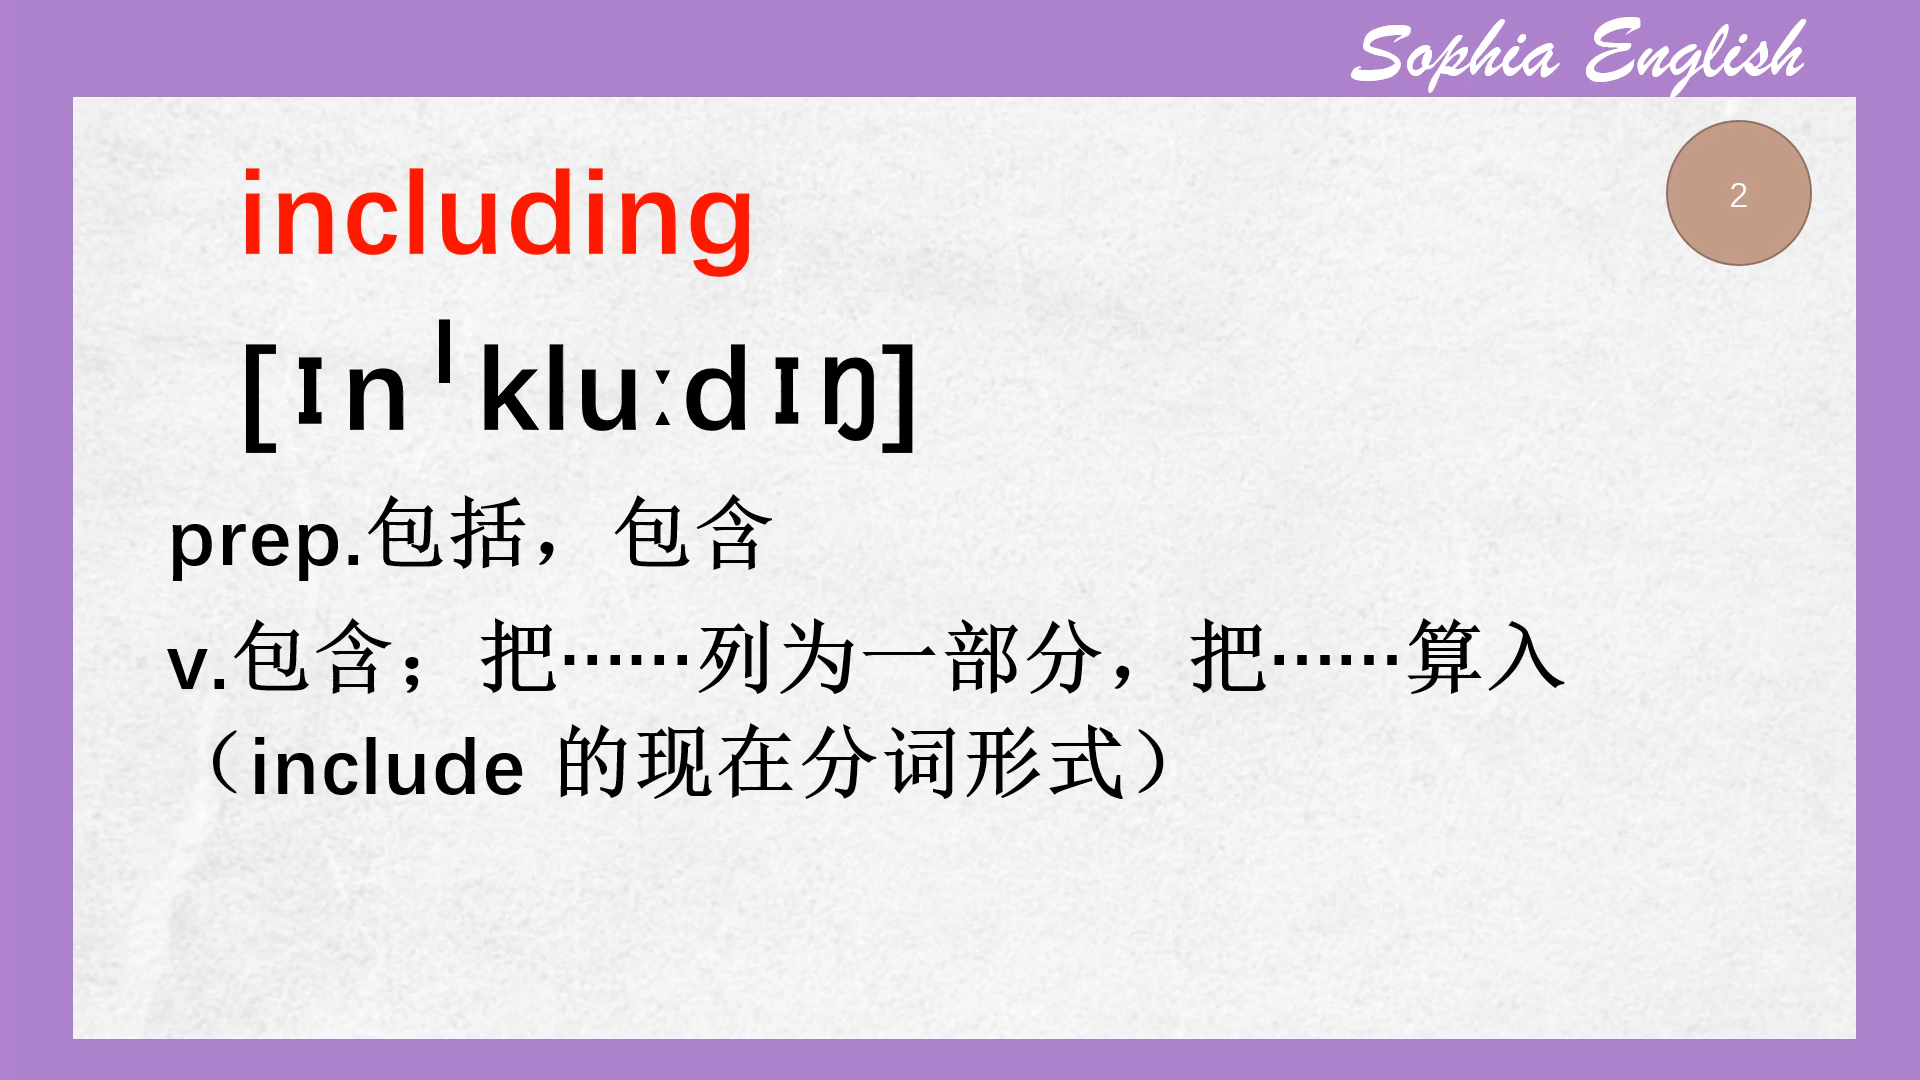 Sophia English
2
including
[ɪnˈkluːdɪŋ]
prep.包括，包含
v.包含；把······列为一部分，把······算入
（include 的现在分词形式）